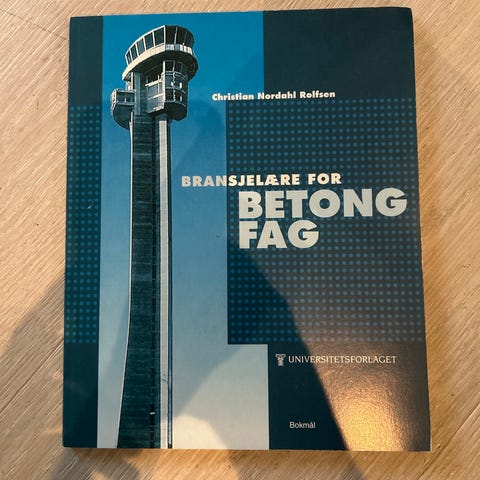 Christian Nordahl Rolfsen
BRANSJELÆRE FOR
BETONG
FAG
UNIVERSITETSFORLAGET
Bokmål